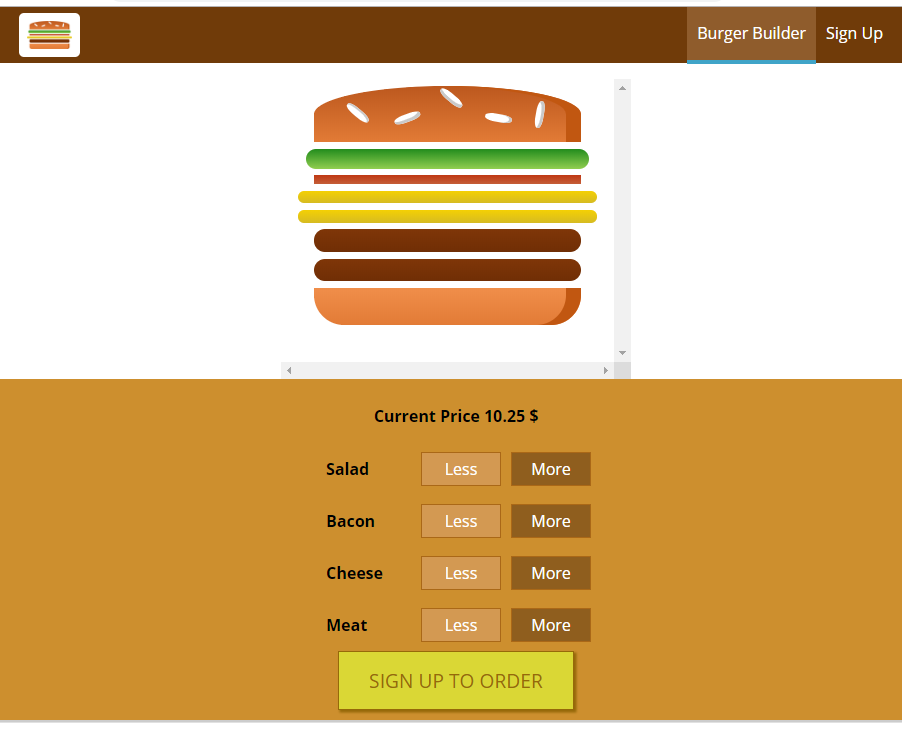 Burger Builder Sign Up
Current Price 10.25 $
Salad Less More
Bacon Less More
Cheese Less More
Meat Less More
SIGN UP TO ORDER